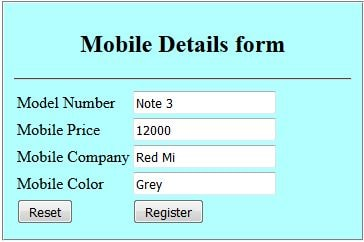 Mobile Details form
Model Number Note 3
Mobile Price 12000
Mobile Company Red Mi
Mobile Color Grey
Reset Register